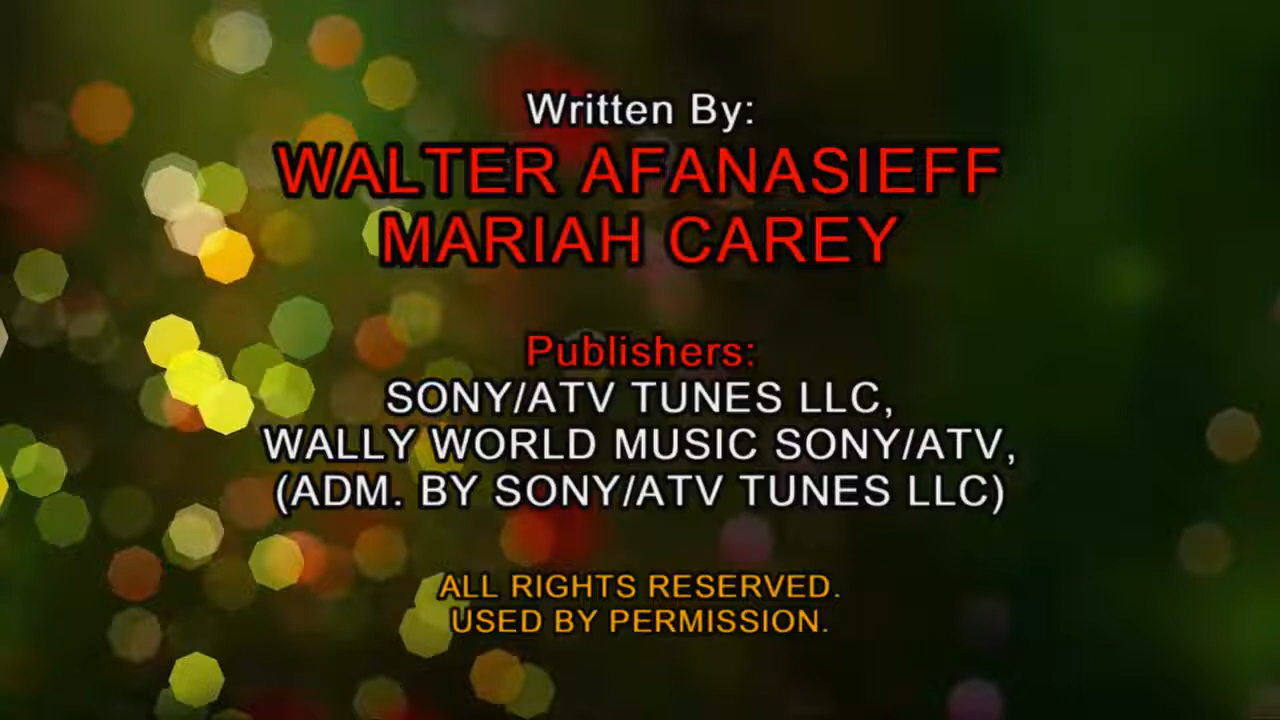 Written By:
WALTER AFANASIEFF
MARIAH CAREY
Publishers:
SONY/ATV TUNES LLC,
WALLY WORLD MUSIC SONY/ATV,
(ADM. BY SONY/ATV TUNES LLC)
ALL RIGHTS RESERVED.
USED BY PERMISSION.